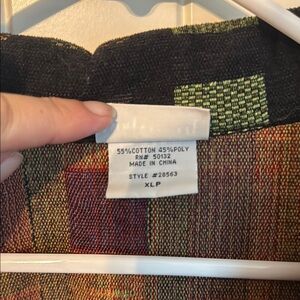 55%COTTON 45%POLY
RN# 50132
MADE IN CHINA
STYLE #28563
XLP